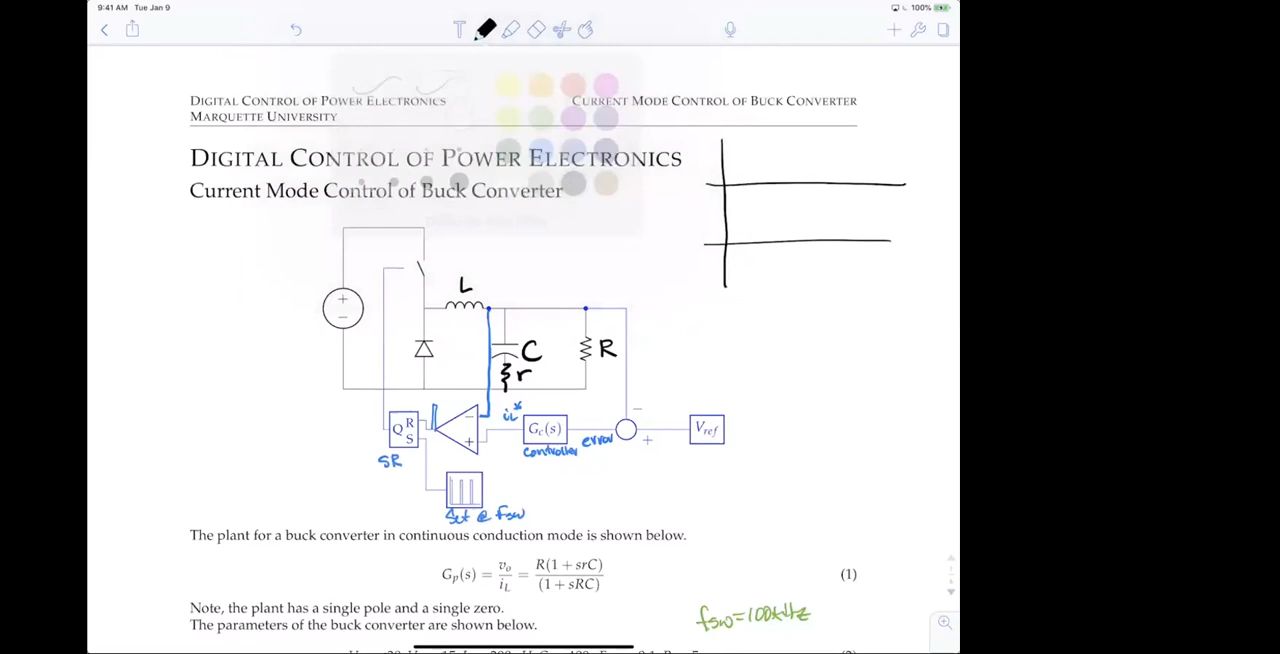 9:41 AM Tue Jan 9
100%
DIGITAL CONTROL OF POWER ELECTRONICS
CURRENT MODE CONTROL OF BUCK CONVERTER
MARQUETTE UNIVERSITY
DIGITAL CONTROL OF POWER ELECTRONICS
Current Mode Control of Buck Converter
L
+
−
C
R
r
iL*
−
Q R
S
−
+
Gc(s)
error
+
Vref
controller
SR
Set @ fsw
The plant for a buck converter in continuous conduction mode is shown below.
Gp(s) = vo/iL = R(1 + srC)/(1 + sRC) (1)
Note, the plant has a single pole and a single zero.
fsw=100kHz
The parameters of the buck converter are shown below.